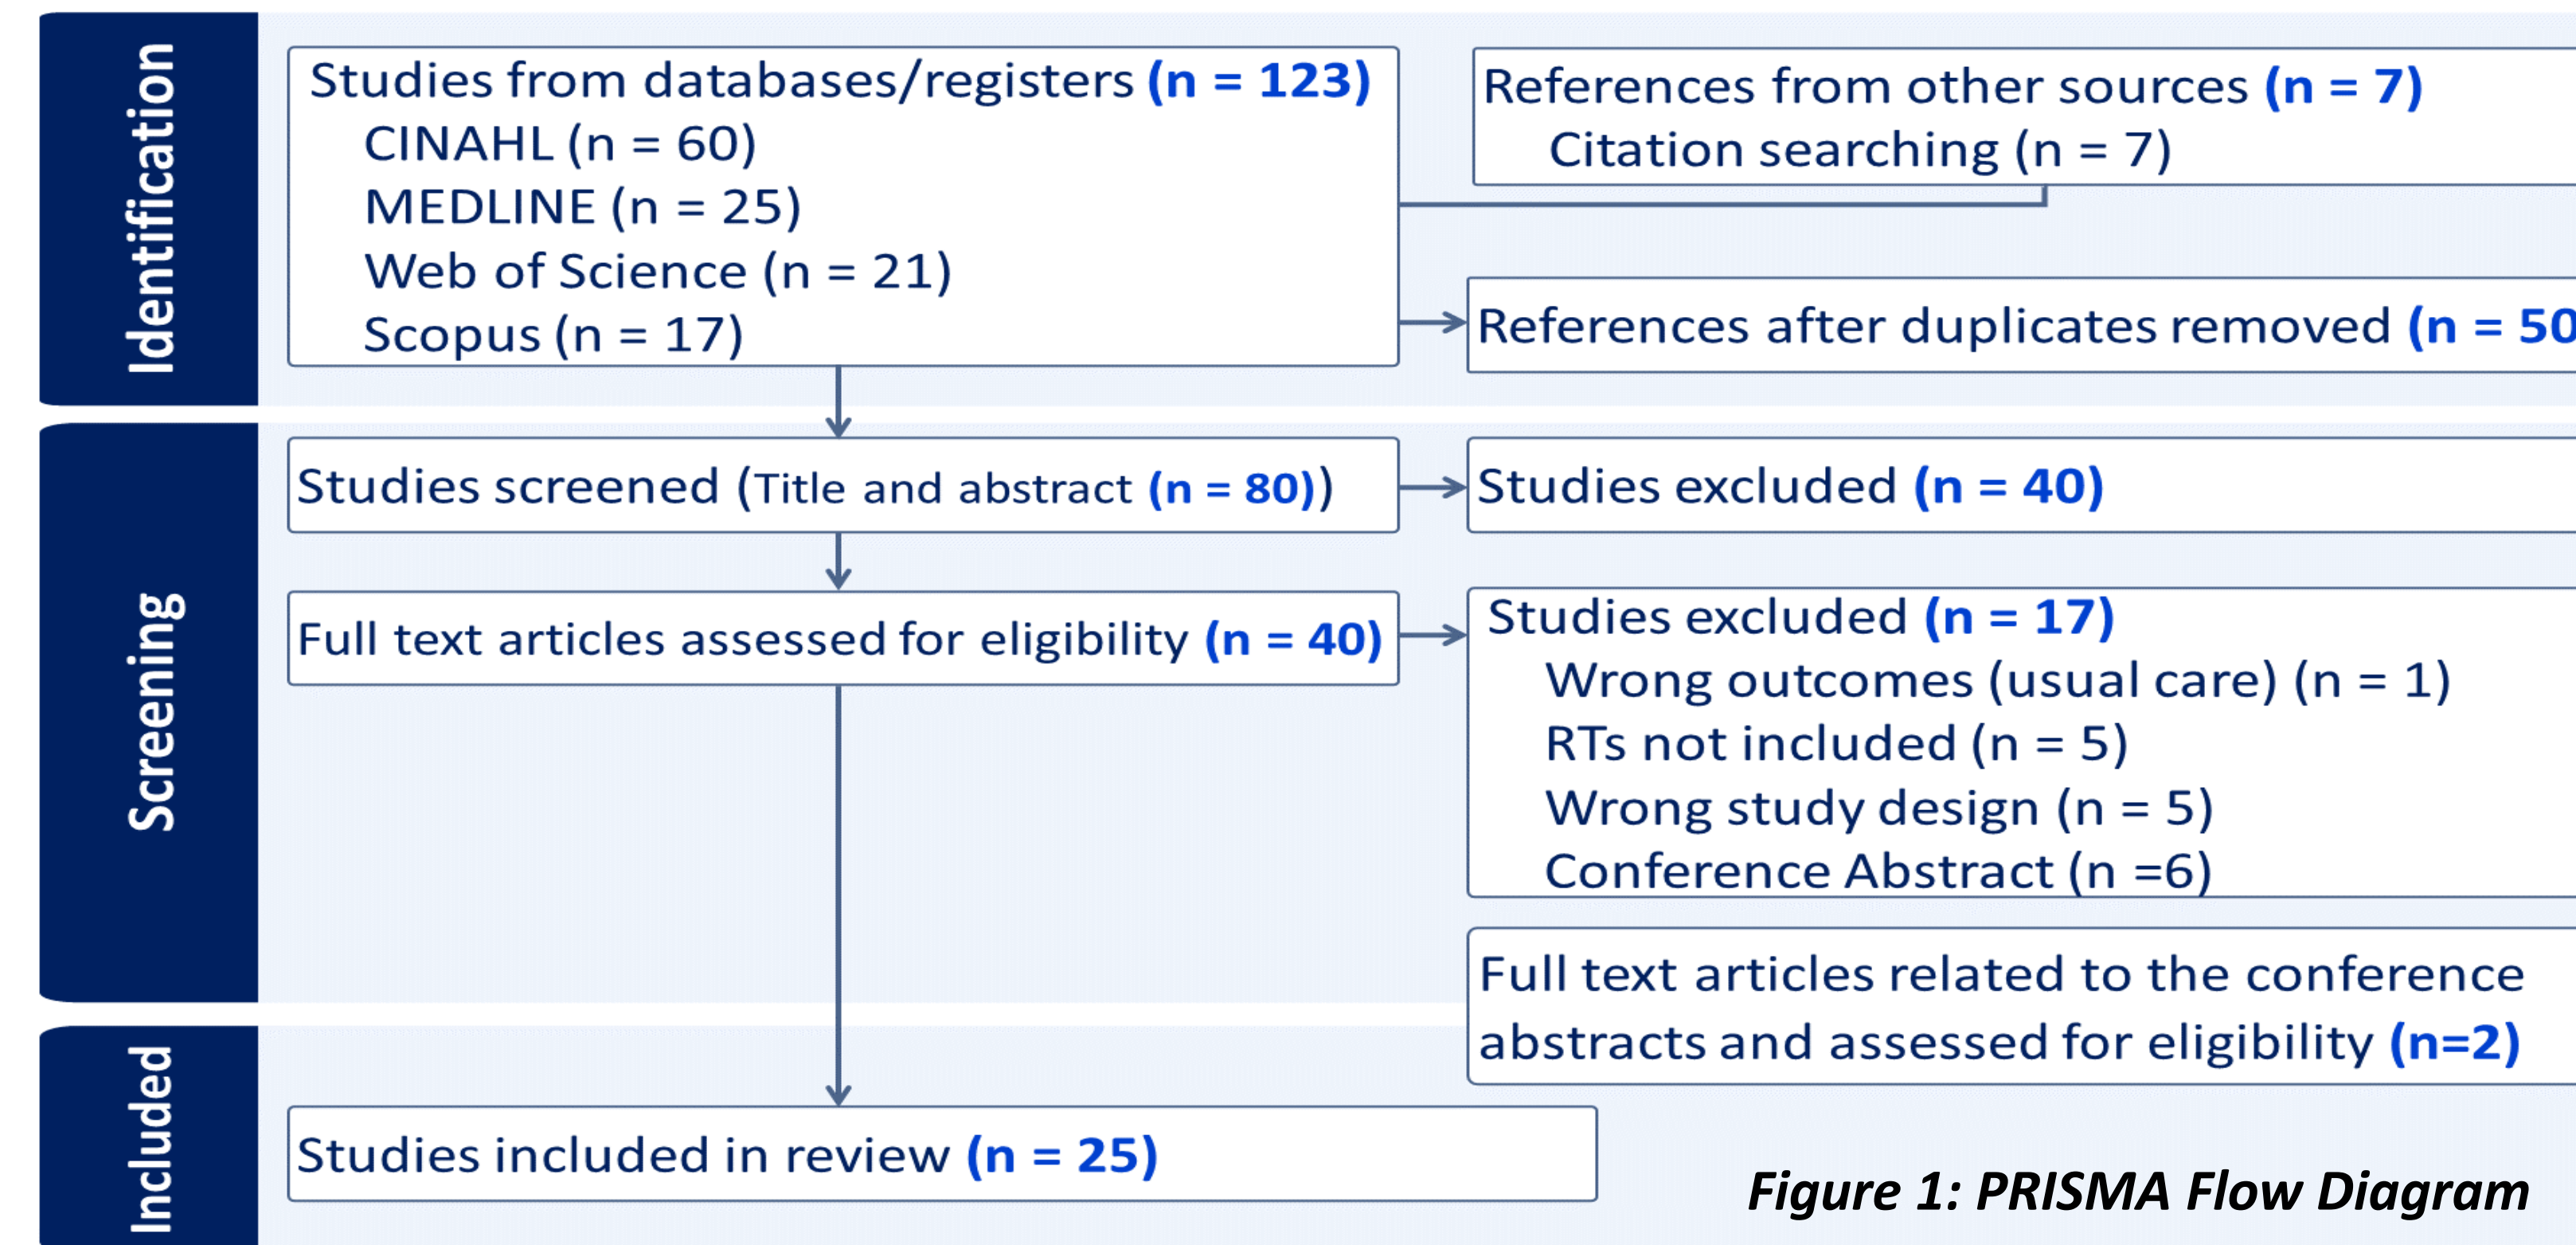 Identification
Studies from databases/registers (n = 123)
CINAHL (n = 60)
MEDLINE (n = 25)
Web of Science (n = 21)
Scopus (n = 17)
References from other sources (n = 7)
Citation searching (n = 7)
References after duplicates removed (n = 50
Screening
Studies screened (Title and abstract (n = 80))
Studies excluded (n = 40)
Full text articles assessed for eligibility (n = 40)
Studies excluded (n = 17)
Wrong outcomes (usual care) (n = 1)
RTs not included (n = 5)
Wrong study design (n = 5)
Conference Abstract (n =6)
Full text articles related to the conference
abstracts and assessed for eligibility (n=2)
Included
Studies included in review (n = 25)
Figure 1: PRISMA Flow Diagram